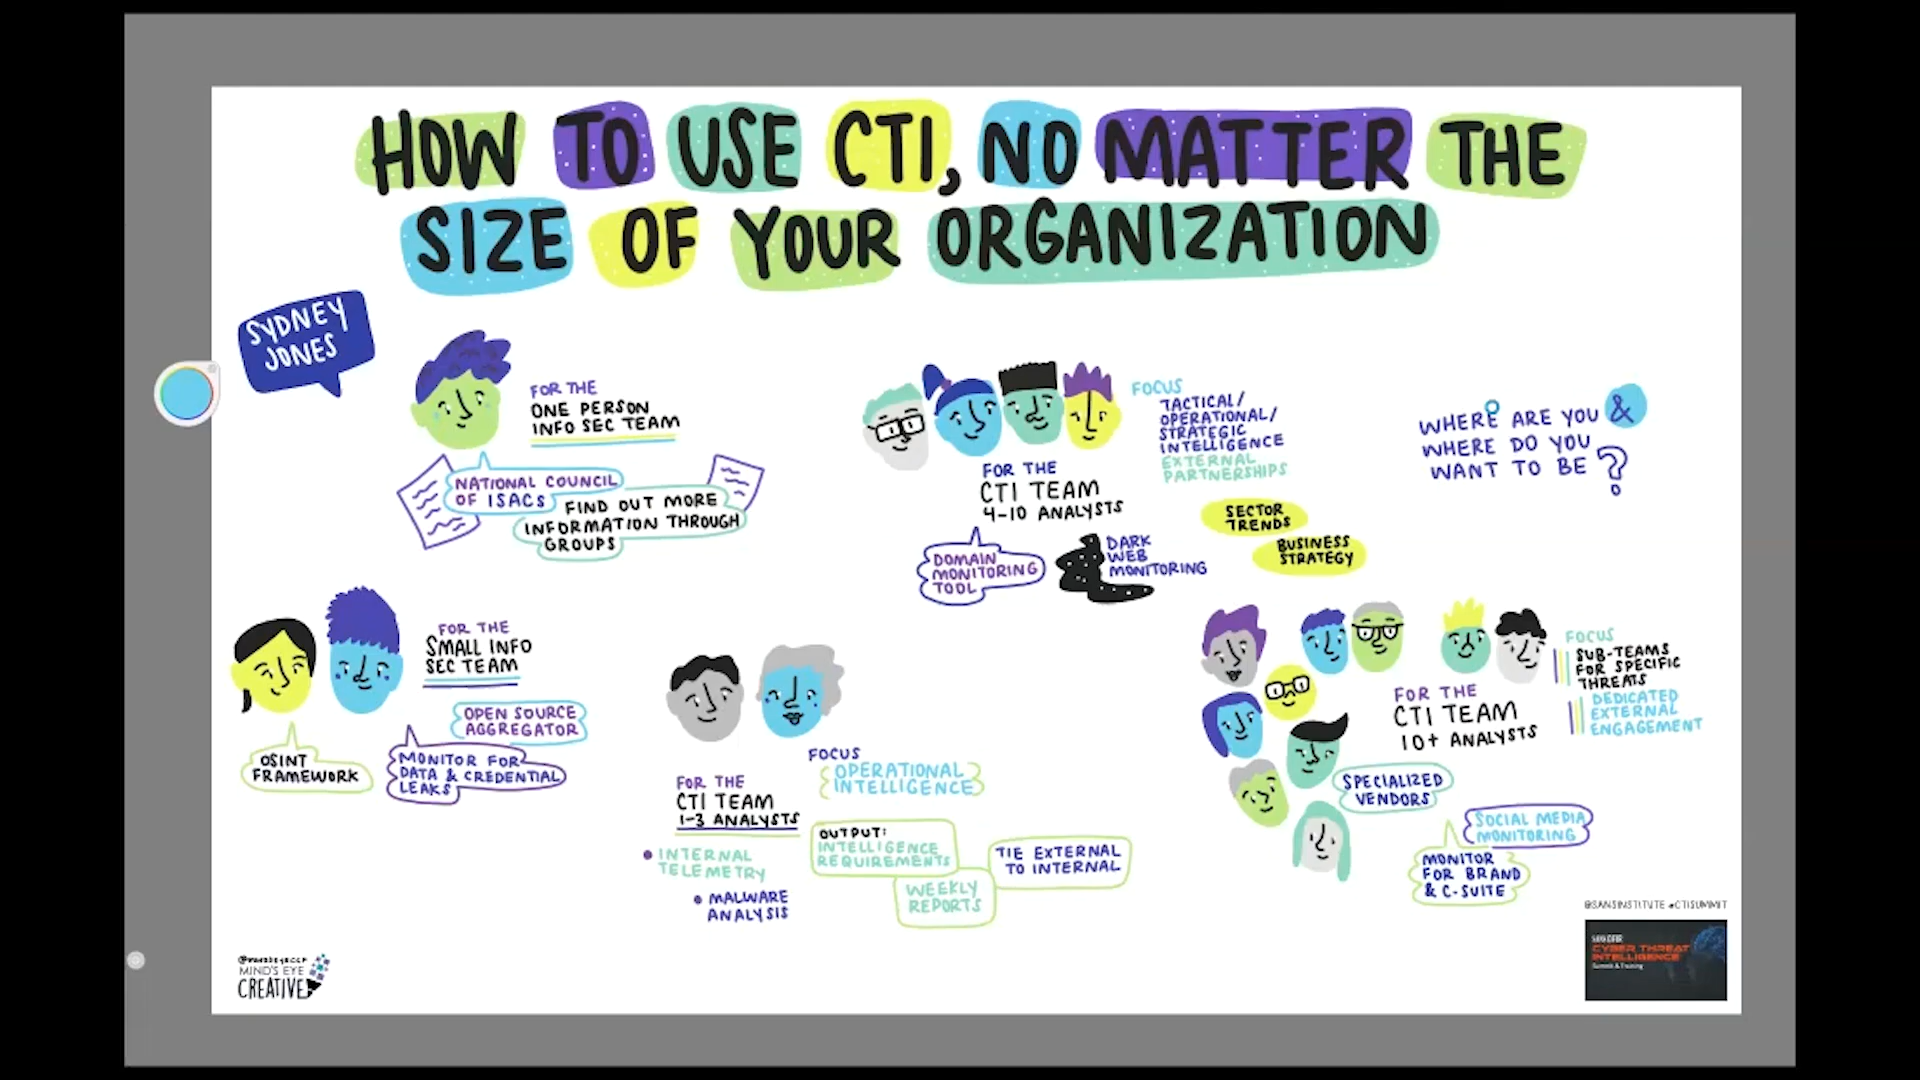 HOW TO USE CTI, NO MATTER THE
SIZE OF YOUR ORGANIZATION
SYDNEY
JONES
FOR THE
ONE PERSON
INFO SEC TEAM
NATIONAL COUNCIL
OF ISACS
FIND OUT MORE
INFORMATION THROUGH
GROUPS
FOR THE
SMALL INFO
SEC TEAM
OPEN SOURCE
AGGREGATOR
OSINT
FRAMEWORK
MONITOR FOR
DATA & CREDENTIAL
LEAKS
FOR THE
CTI TEAM
1-3 ANALYSTS
FOCUS
OPERATIONAL
INTELLIGENCE
INTERNAL
TELEMETRY
MALWARE
ANALYSIS
OUTPUT:
INTELLIGENCE
REQUIREMENTS
WEEKLY
REPORTS
TIE EXTERNAL
TO INTERNAL
FOR THE
CTI TEAM
4-10 ANALYSTS
FOCUS
TACTICAL/
OPERATIONAL/
STRATEGIC
INTELLIGENCE
EXTERNAL
PARTNERSHIPS
DOMAIN
MONITORING
TOOL
DARK
WEB
MONITORING
SECTOR
TRENDS
BUSINESS
STRATEGY
WHERE ARE YOU &
WHERE DO YOU
WANT TO BE ?
FOR THE
CTI TEAM
10+ ANALYSTS
FOCUS
SUB-TEAMS
FOR SPECIFIC
THREATS
DEDICATED
EXTERNAL
ENGAGEMENT
SPECIALIZED
VENDORS
SOCIAL MEDIA
MONITORING
MONITOR
FOR BRAND
& C-SUITE
@SANSINSTITUTE #CTISUMMIT
CYBER THREAT
INTELLIGENCE
Summit & Training
MIND'S EYE
CREATIVE